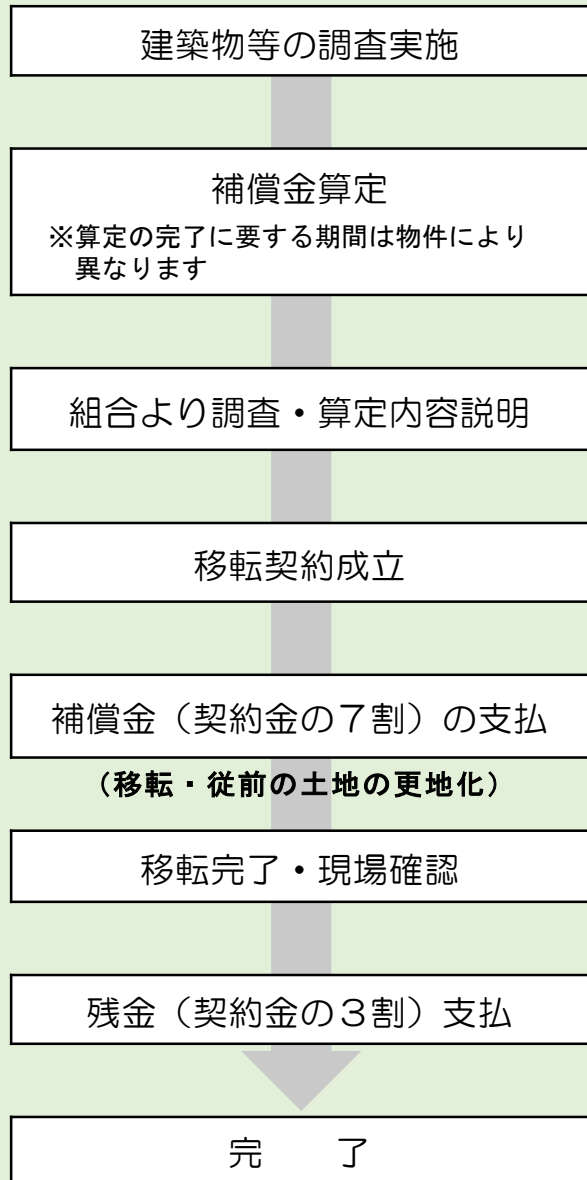 建築物等の調査実施
補償金算定
※算定の完了に要する期間は物件により
異なります
組合より調査・算定内容説明
移転契約成立
補償金（契約金の７割）の支払
（移転・従前の土地の更地化）
移転完了・現場確認
残金（契約金の３割）支払
完　　了